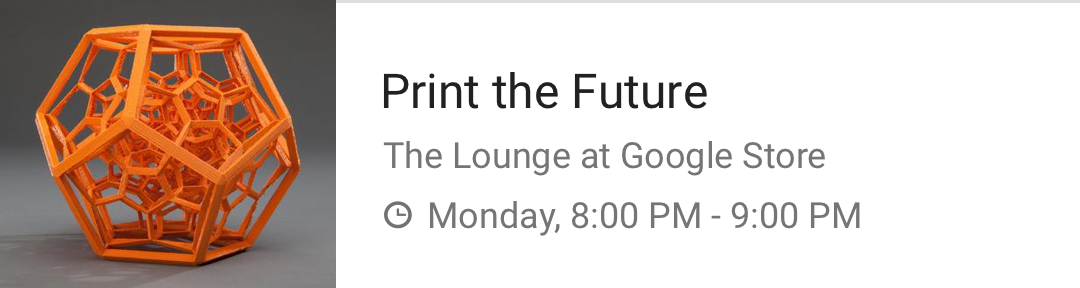 Print the Future
The Lounge at Google Store
Monday, 8:00 PM - 9:00 PM